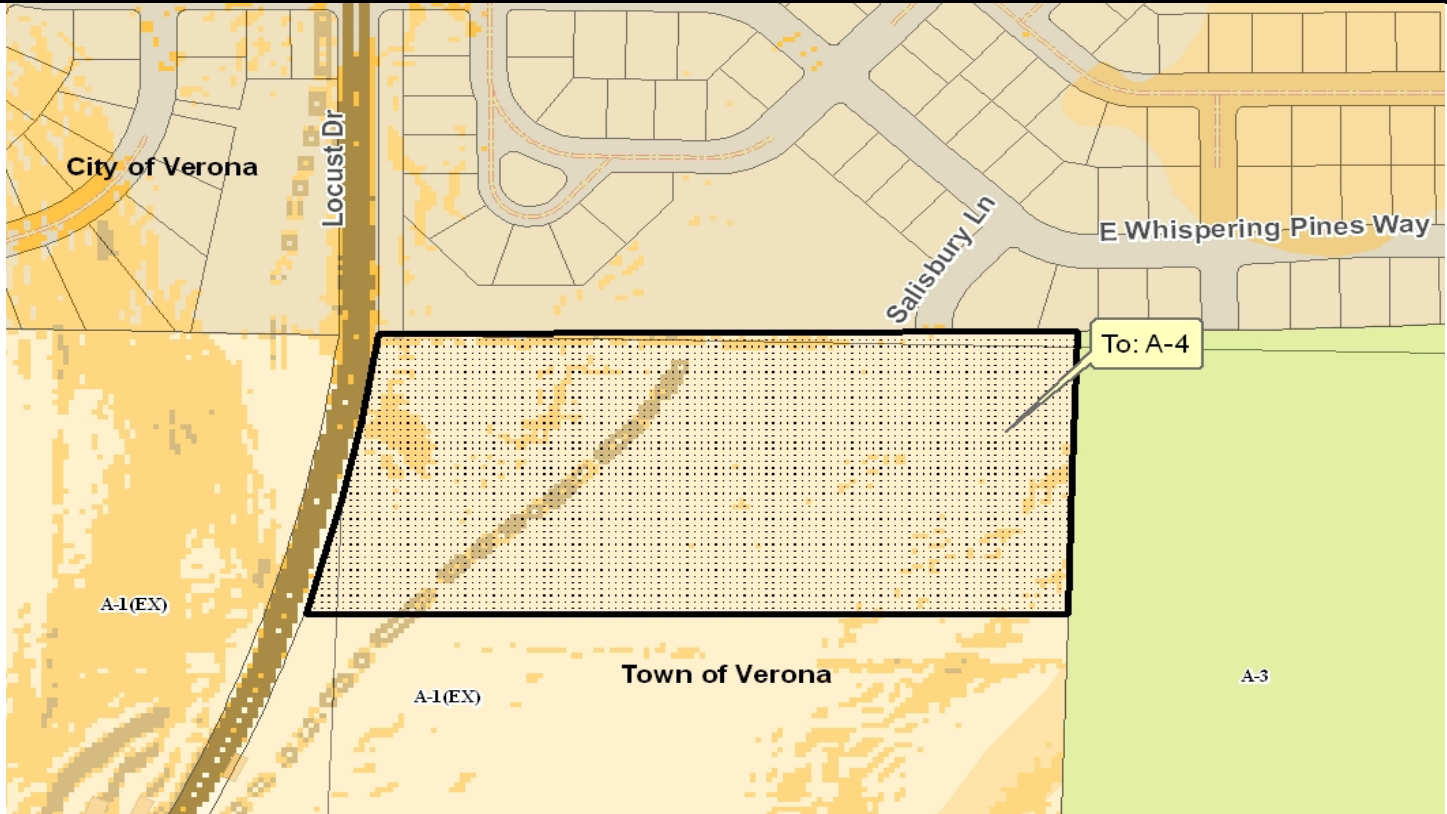 City of Verona
Locust Dr
Salisbury Ln
E Whispering Pines Way
To: A-4
A-1(EX)
Town of Verona
A-1(EX)
A-3